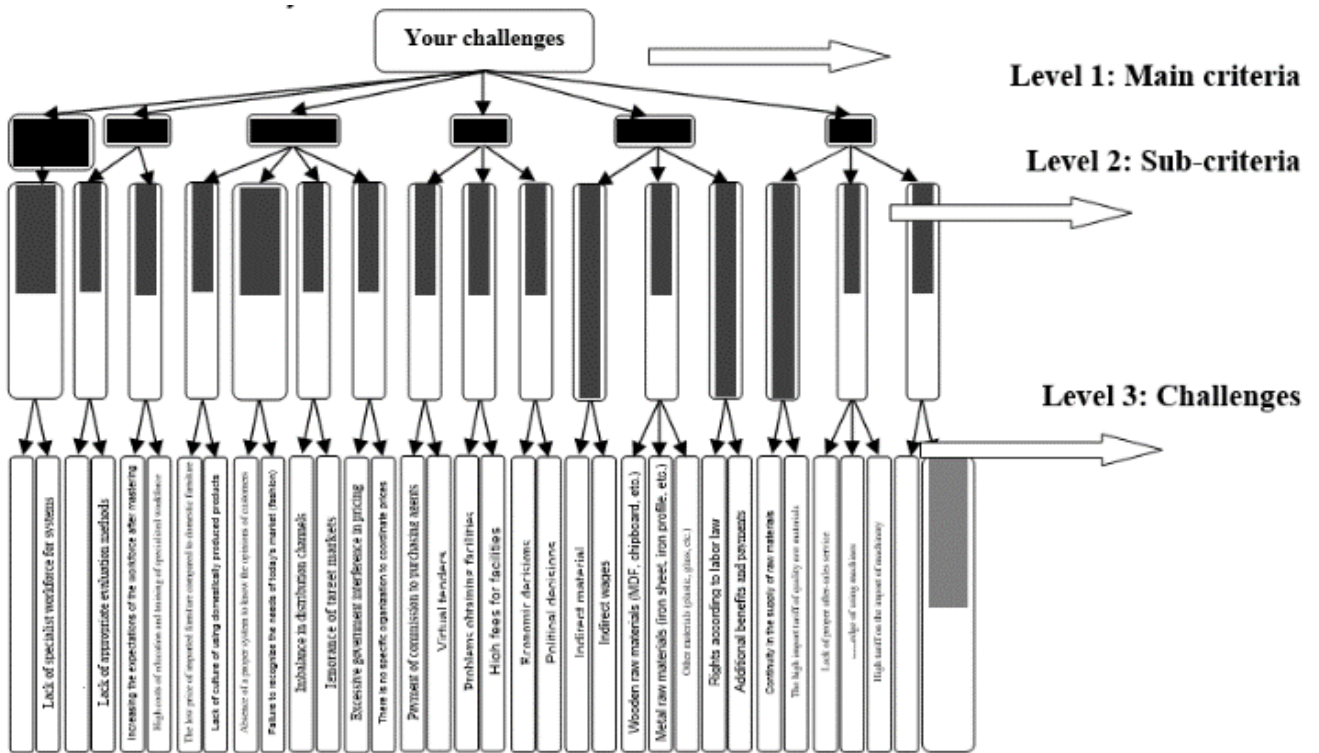 Your challenges
Level 1: Main criteria
Level 2: Sub-criteria
Level 3: Challenges
Lack of specialist workforce for systems
Lack of appropriate evaluation methods
Increasing the expectations of the workforce after mastering
High costs of education and training of specialized workforce
The low price of imported furniture compared to domestic furniture
Lack of culture of using domestically produced products
Absence of a proper system to know the opinions of customers
Failure to recognize the needs of today's market (fashion)
Imbalance in distribution channels
Ignorance of target markets
Excessive government interference in pricing
There is no specific organization to coordinate prices
Payment of commission to purchasing agents
Virtual tenders
Problems obtaining facilities
High fees for facilities
Economic decisions
Political decisions
Indirect material
Indirect wages
Wooden raw materials (MDF, chipboard, etc.)
Metal raw materials (iron sheet, iron profile, etc.)
Other materials (plastic, glass, etc.)
Rights according to labor law
Additional benefits and payments
Continuity in the supply of raw materials
The high import tariff of quality raw materials
Lack of proper after-sales service
of using machines
High tariff on the import of machinery